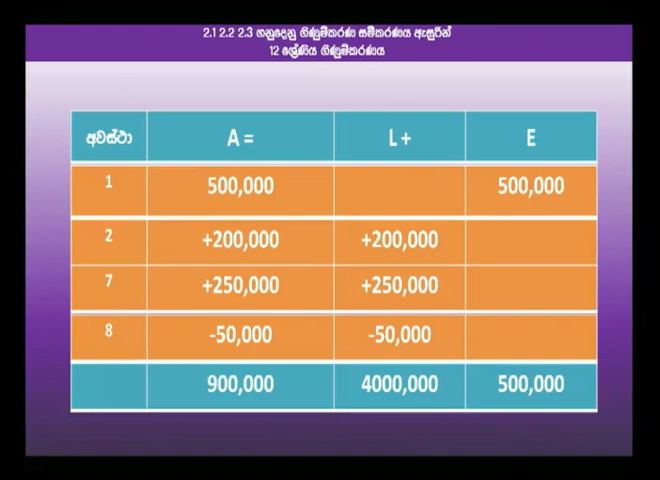 2.1 2.2 2.3 ගනුදෙනු ගිණුම්කරණ සමීකරණය ඇසුරින්
12 ශ්‍රේණිය ගිණුම්කරණය
අවස්ථා A = L + E
1 500,000 500,000
2 +200,000 +200,000
7 +250,000 +250,000
8 -50,000 -50,000
900,000 4000,000 500,000